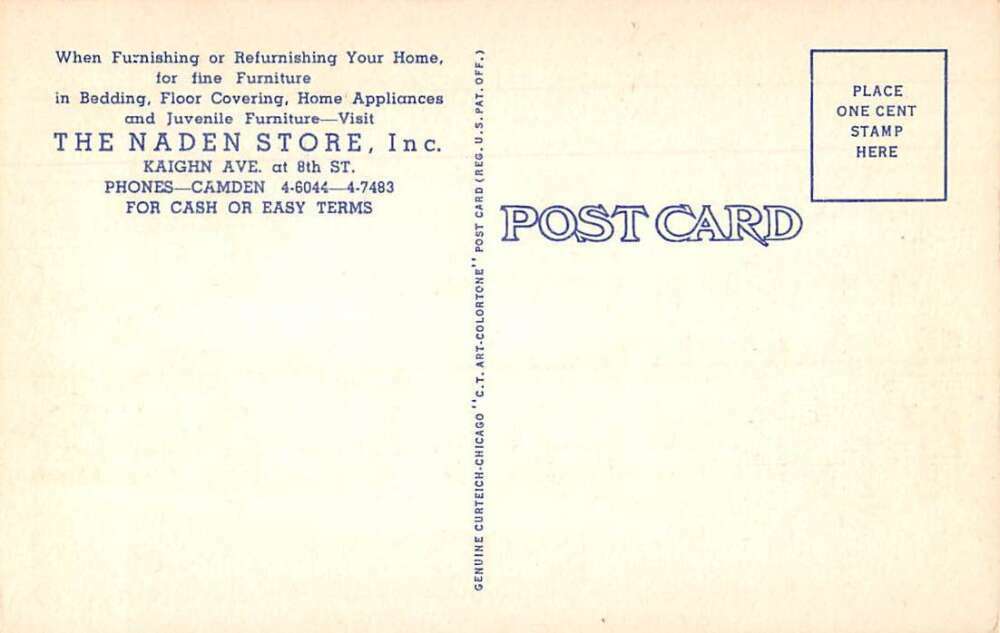 When Furnishing or Refurnishing Your Home,
for fine Furniture
in Bedding, Floor Covering, Home Appliances
and Juvenile Furniture—Visit
THE NADEN STORE, Inc.
KAIGHN AVE. at 8th ST.
PHONES—CAMDEN 4-6044—4-7483
FOR CASH OR EASY TERMS
GENUINE CURTEICH-CHICAGO "C.T. ART-COLORTONE" POST CARD (REG. U.S. PAT. OFF.)
PLACE
ONE CENT
STAMP
HERE
POST CARD